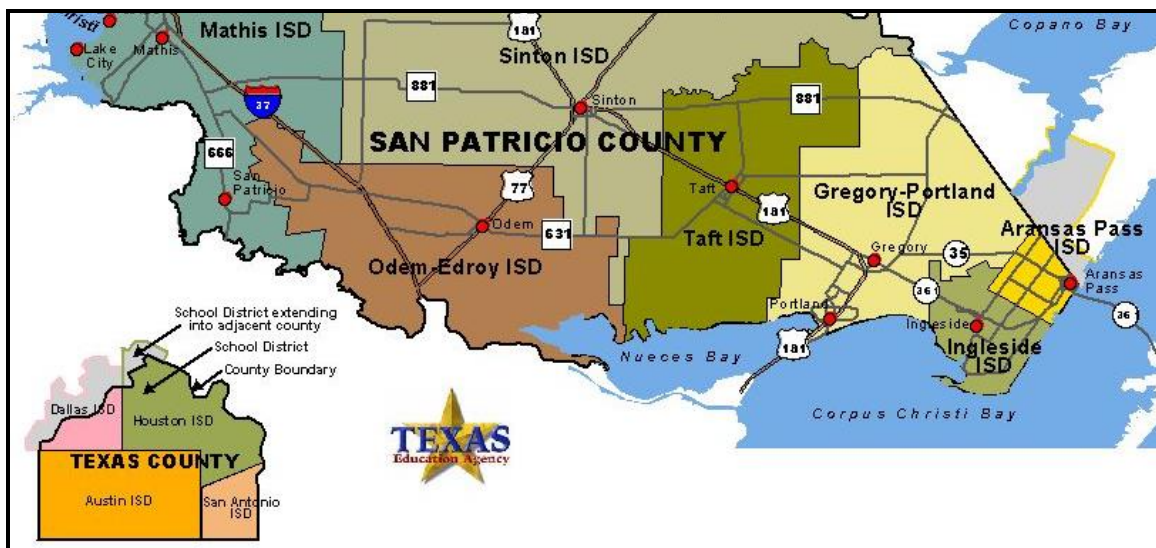 181
Copano Bay
Christi
Mathis ISD
Lake
City
Mathis
Sinton ISD
37
881
Sinton
881
SAN PATRICIO COUNTY
666
San
Patricio
77
Taft
181
Gregory-Portland
ISD
Odem
631
Taft ISD
Aransas Pass
ISD
Odem-Edroy ISD
Gregory
35
Aransas
Pass
361
Portland
361
Ingleside
181
Nueces Bay
Ingleside
ISD
Corpus Christi Bay
School District extending
into adjacent county
School District
County Boundary
Dallas ISD
Houston ISD
TEXAS COUNTY
Austin ISD
San Antonio
ISD
TEXAS
Education Agency